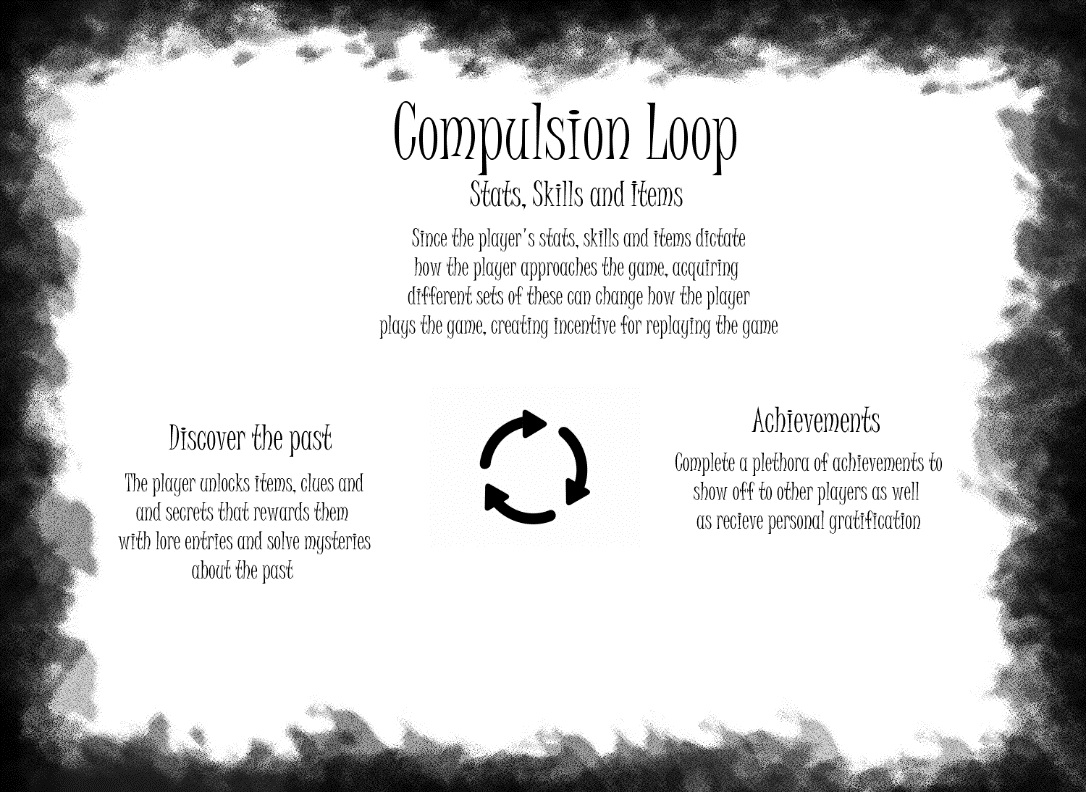 Compulsion Loop
Stats, Skills and Items
Since the player's stats, skills and items dictate
how the player approaches the game, acquiring
different sets of these can change how the player
plays the game, creating incentive for replaying the game
Discover the past
The player unlocks items, clues and
and secrets that rewards them
with lore entries and solve mysteries
about the past
Achievements
Complete a plethora of achievements to
show off to other players as well
as recieve personal gratification